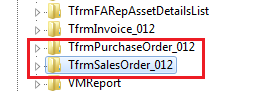 TfrmFARepAssetDetailsList
TfrmInvoice_012
TfrmPurchaseOrder_012
TfrmSalesOrder_012
VMReport